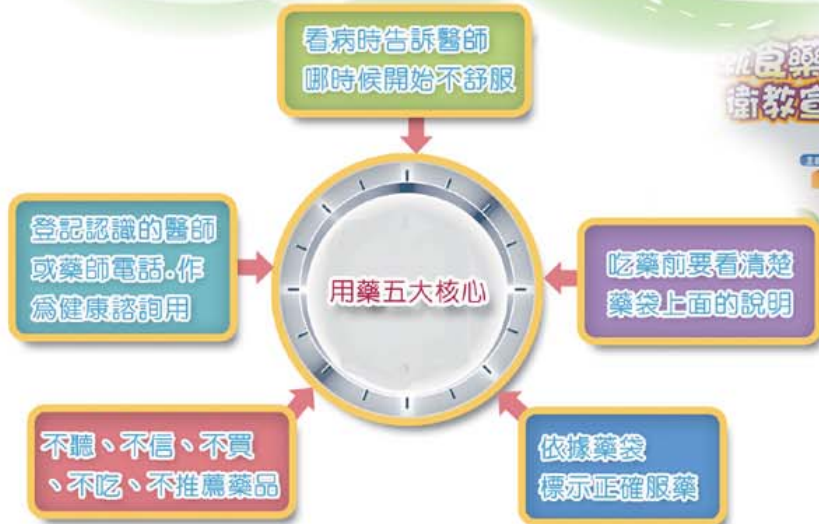 看病時告訴醫師
哪時候開始不舒服
衛教宣
登記認識的醫師
或藥師電話.作
為健康諮詢用
用藥五大核心
吃藥前要看清楚
藥袋上面的說明
不聽、不信、不買
、不吃、不推薦藥品
依據藥袋
標示正確服藥